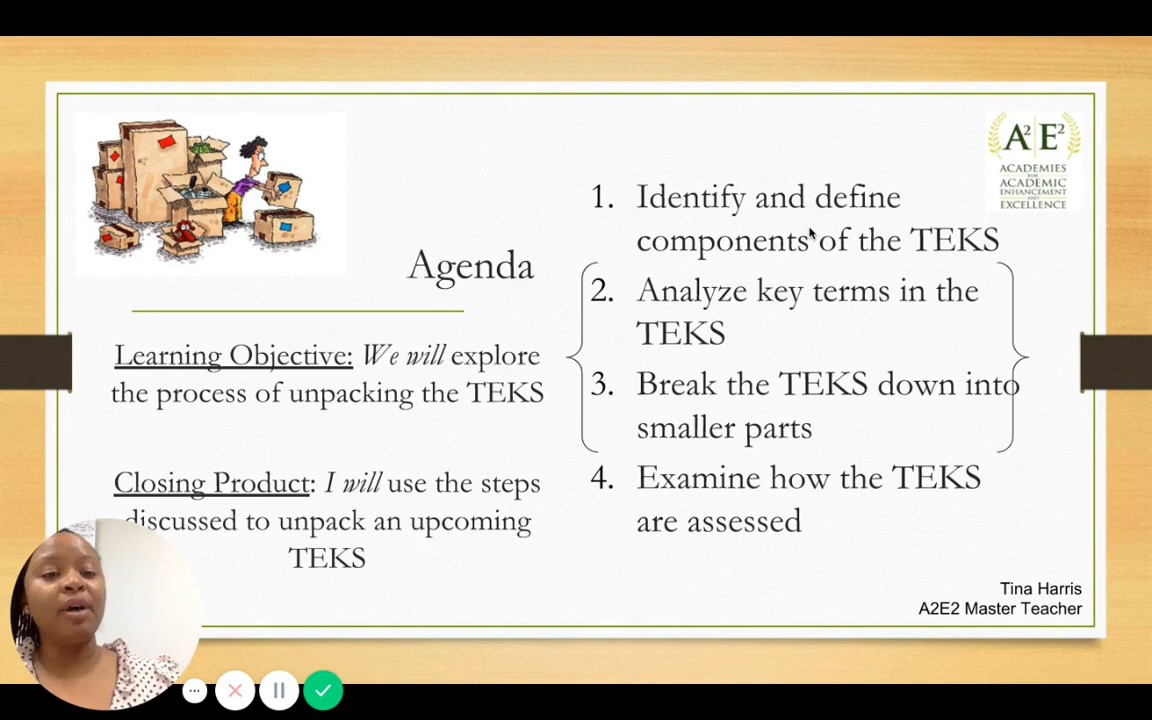 Agenda
Learning Objective: We will explore
the process of unpacking the TEKS
Closing Product: I will use the steps
discussed to unpack an upcoming
TEKS
1. Identify and define
components of the TEKS
2. Analyze key terms in the
TEKS
3. Break the TEKS down into
smaller parts
4. Examine how the TEKS
are assessed
A² E²
ACADEMIES
FOR
ACADEMIC
ENHANCEMENT
AND
EXCELLENCE
Tina Harris
A2E2 Master Teacher